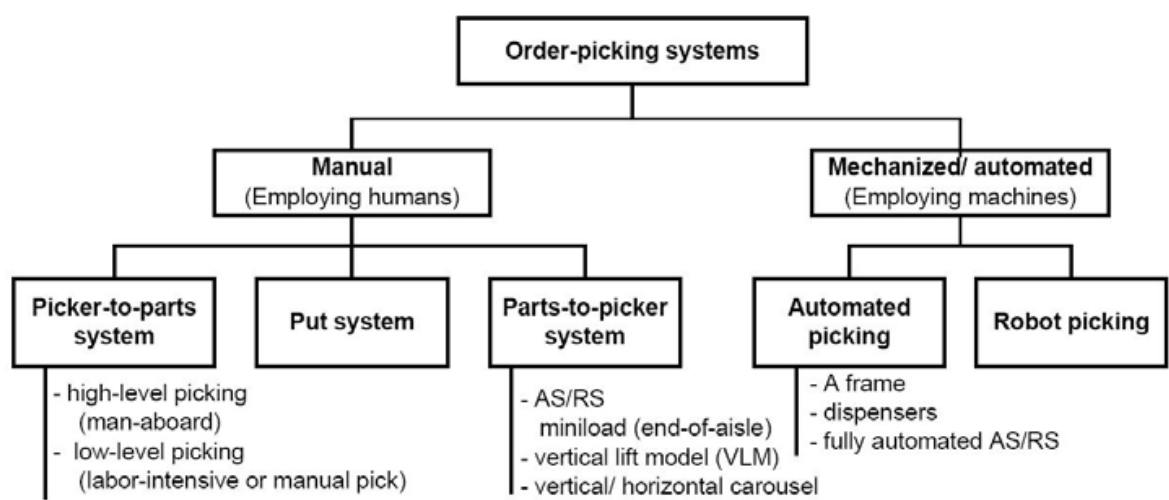 Order-picking systems
Manual
(Employing humans)
Mechanized/ automated
(Employing machines)
Picker-to-parts
system
Put system
Parts-to-picker
system
Automated
picking
Robot picking
- high-level picking
(man-aboard)
- low-level picking
(labor-intensive or manual pick)
- AS/RS
miniload (end-of-aisle)
- vertical lift model (VLM)
- vertical/ horizontal carousel
- A frame
- dispensers
- fully automated AS/RS